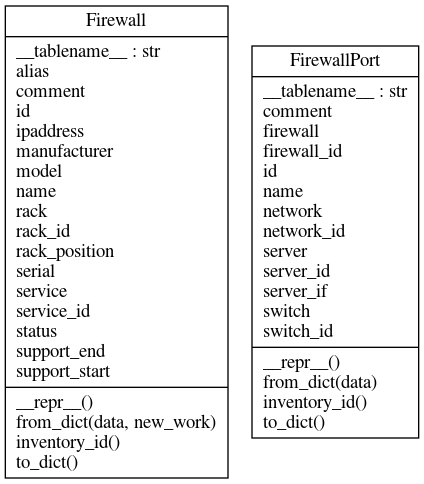 Firewall
__tablename__ : str
alias
comment
id
ipaddress
manufacturer
model
name
rack
rack_id
rack_position
serial
service
service_id
status
support_end
support_start
__repr__()
from_dict(data, new_work)
inventory_id()
to_dict()
FirewallPort
__tablename__ : str
comment
firewall
firewall_id
id
name
network
network_id
server
server_id
server_if
switch
switch_id
__repr__()
from_dict(data)
inventory_id()
to_dict()